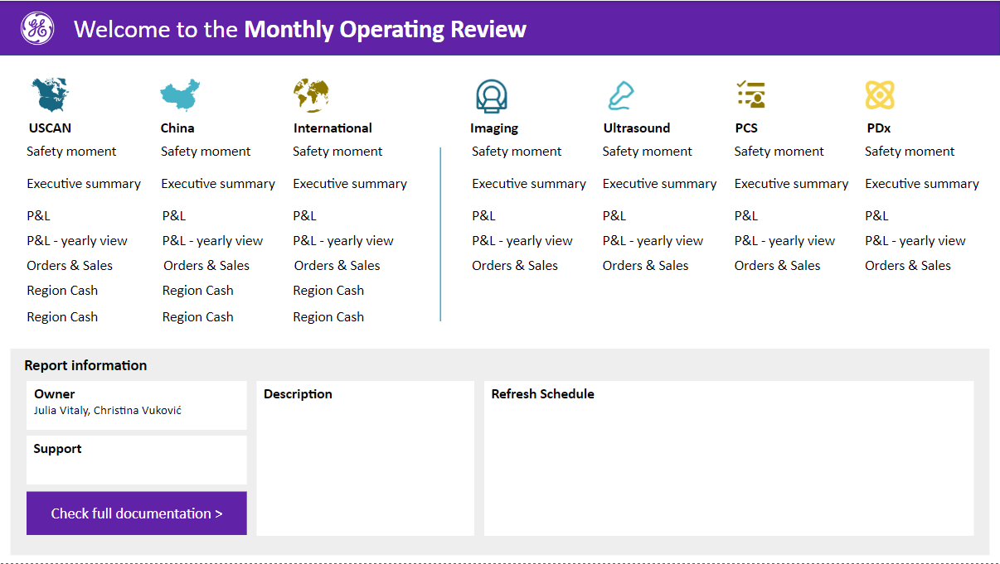 GE
Welcome to the Monthly Operating Review
USCAN
Safety moment
Executive summary
P&L
P&L - yearly view
Orders & Sales
Region Cash
Region Cash
China
Safety moment
Executive summary
P&L
P&L - yearly view
Orders & Sales
Region Cash
Region Cash
International
Safety moment
Executive summary
P&L
P&L - yearly view
Orders & Sales
Region Cash
Region Cash
Imaging
Safety moment
Executive summary
P&L
P&L - yearly view
Orders & Sales
Ultrasound
Safety moment
Executive summary
P&L
P&L - yearly view
Orders & Sales
PCS
Safety moment
Executive summary
P&L
P&L - yearly view
Orders & Sales
PDx
Safety moment
Executive summary
P&L
P&L - yearly view
Orders & Sales
Report information
Owner
Julia Vitaly, Christina Vuković
Support
Check full documentation >
Description
Refresh Schedule